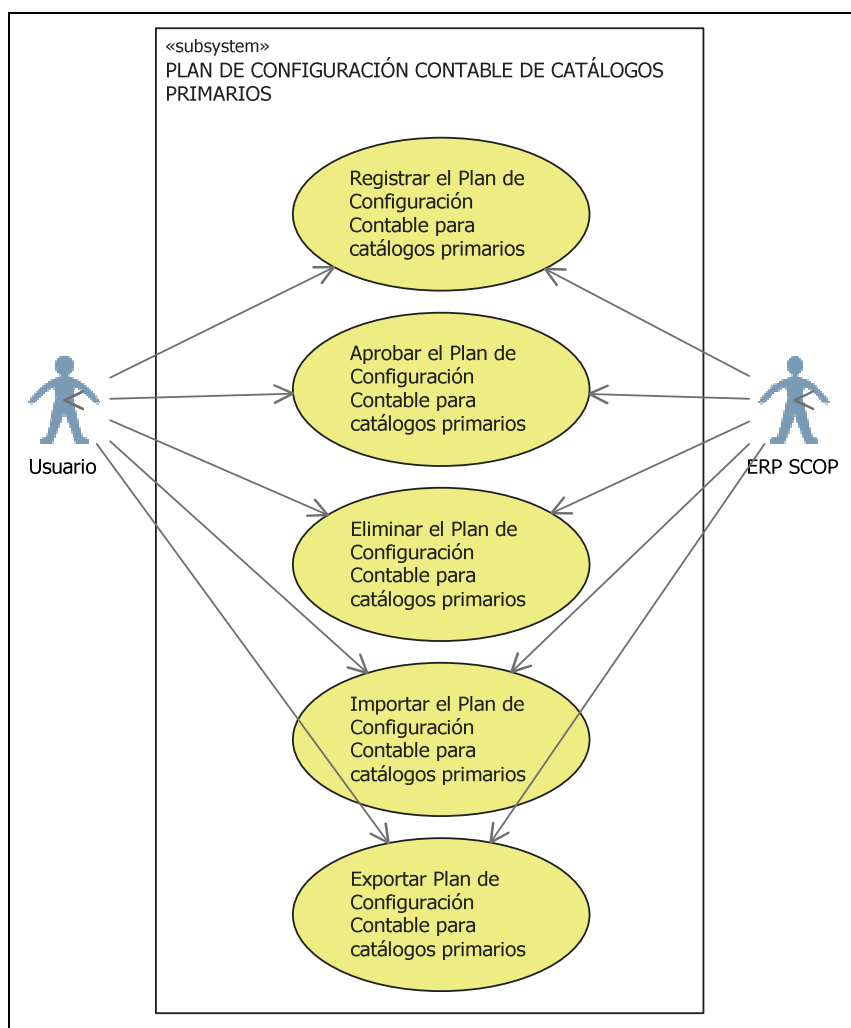 «subsystem»
PLAN DE CONFIGURACIÓN CONTABLE DE CATÁLOGOS
PRIMARIOS
Registrar el Plan de
Configuración
Contable para
catálogos primarios
Aprobar el Plan de
Configuración
Contable para
catálogos primarios
Usuario
ERP SCOP
Eliminar el Plan de
Configuración
Contable para
catálogos primarios
Importar el Plan de
Configuración
Contable para
catálogos primarios
Exportar Plan de
Configuración
Contable para
catálogos primarios